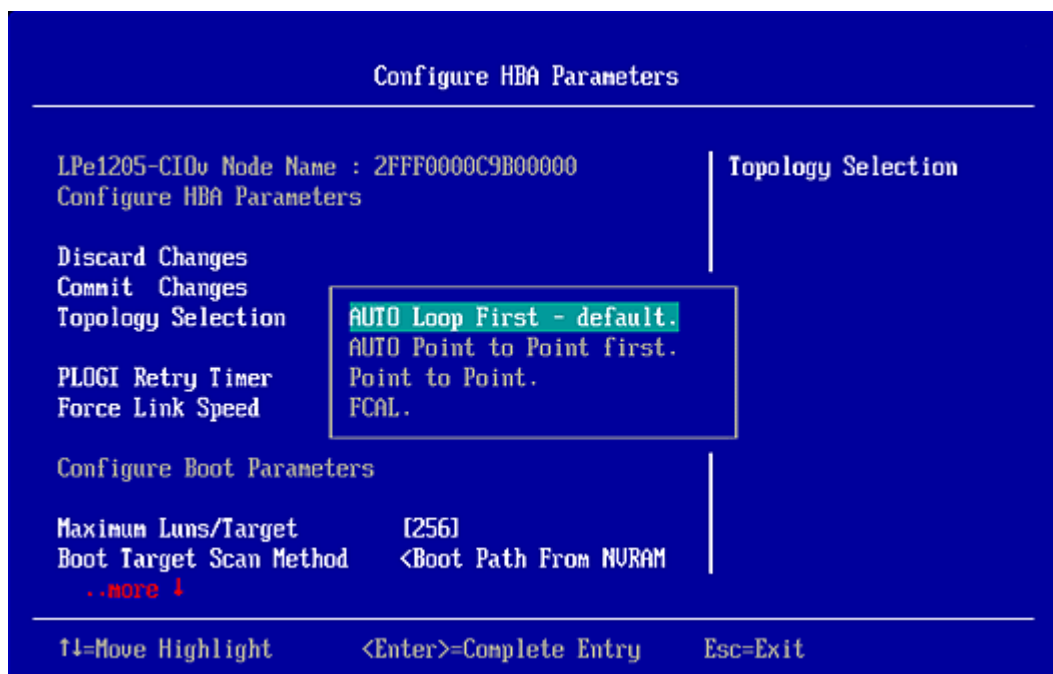 Configure HBA Parameters
LPe1205-CIOv Node Name : 2FFF0000C9B00000
Topology Selection
Configure HBA Parameters
Discard Changes
Commit Changes
Topology Selection
AUTO Loop First - default.
AUTO Point to Point first.
PLOGI Retry Timer
Point to Point.
Force Link Speed
FCAL.
Configure Boot Parameters
Maximum Luns/Target [256]
Boot Target Scan Method <Boot Path From NVRAM
..more ↓
↑↓=Move Highlight <Enter>=Complete Entry Esc=Exit